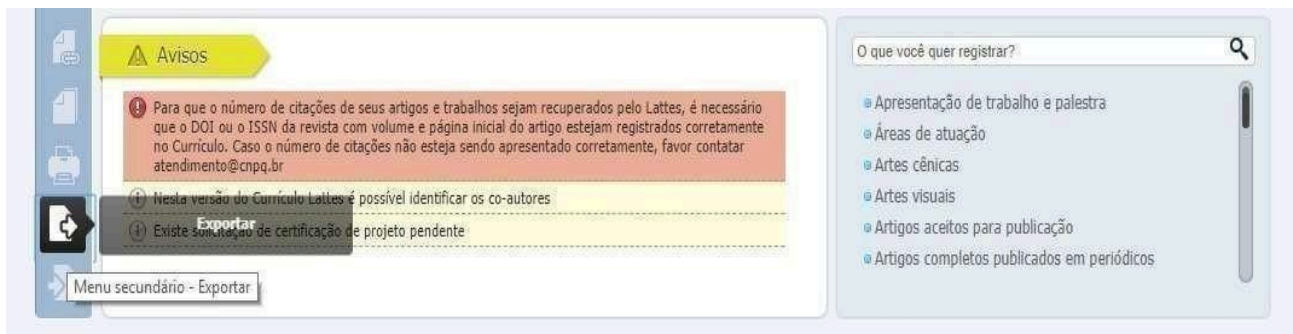 Avisos
Para que o número de citações de seus artigos e trabalhos sejam recuperados pelo Lattes, é necessário
que o DOI ou o ISSN da revista com volume e página inicial do artigo estejam registrados corretamente
no Currículo. Caso o número de citações não esteja sendo apresentado corretamente, favor contatar
atendimento@cnpq.br
Nesta versão do Currículo Lattes é possível identificar os co-autores
Exportar
Existe solicitação de certificação de projeto pendente
Menu secundário - Exportar
O que você quer registrar?
Apresentação de trabalho e palestra
Áreas de atuação
Artes cênicas
Artes visuais
Artigos aceitos para publicação
Artigos completos publicados em periódicos